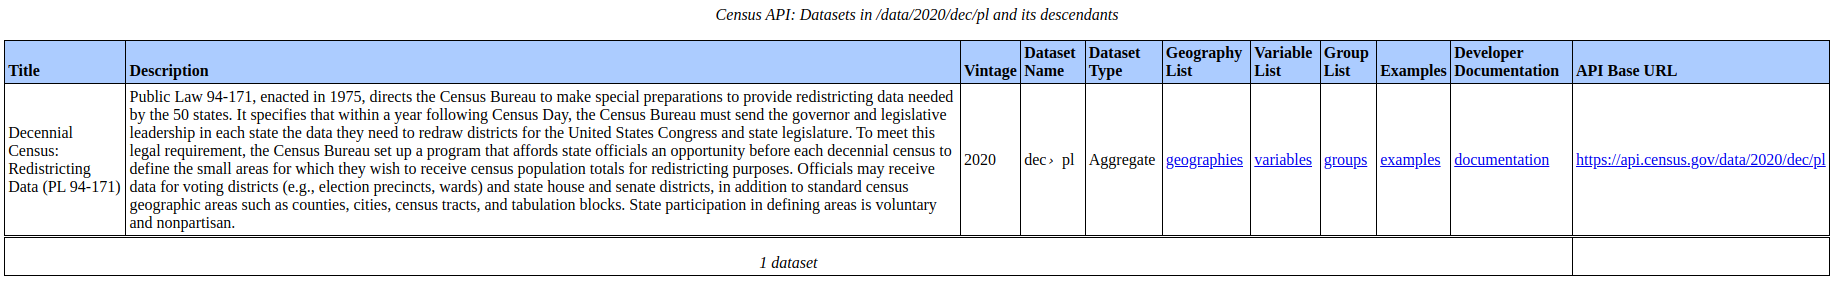 Census API: Datasets in /data/2020/dec/pl and its descendants
Title
Description
Vintage
Dataset
Name
Dataset
Type
Geography
List
Variable
List
Group
List
Examples
Developer
Documentation
API Base URL
Decennial
Census:
Redistricting
Data (PL 94-171)
Public Law 94-171, enacted in 1975, directs the Census Bureau to make special preparations to provide redistricting data needed
by the 50 states. It specifies that within a year following Census Day, the Census Bureau must send the governor and legislative
leadership in each state the data they need to redraw districts for the United States Congress and state legislature. To meet this
legal requirement, the Census Bureau set up a program that affords state officials an opportunity before each decennial census to
define the small areas for which they wish to receive census population totals for redistricting purposes. Officials may receive
data for voting districts (e.g., election precincts, wards) and state house and senate districts, in addition to standard census
geographic areas such as counties, cities, census tracts, and tabulation blocks. State participation in defining areas is voluntary
and nonpartisan.
2020
dec › pl
Aggregate
geographies
variables
groups
examples
documentation
https://api.census.gov/data/2020/dec/pl
1 dataset